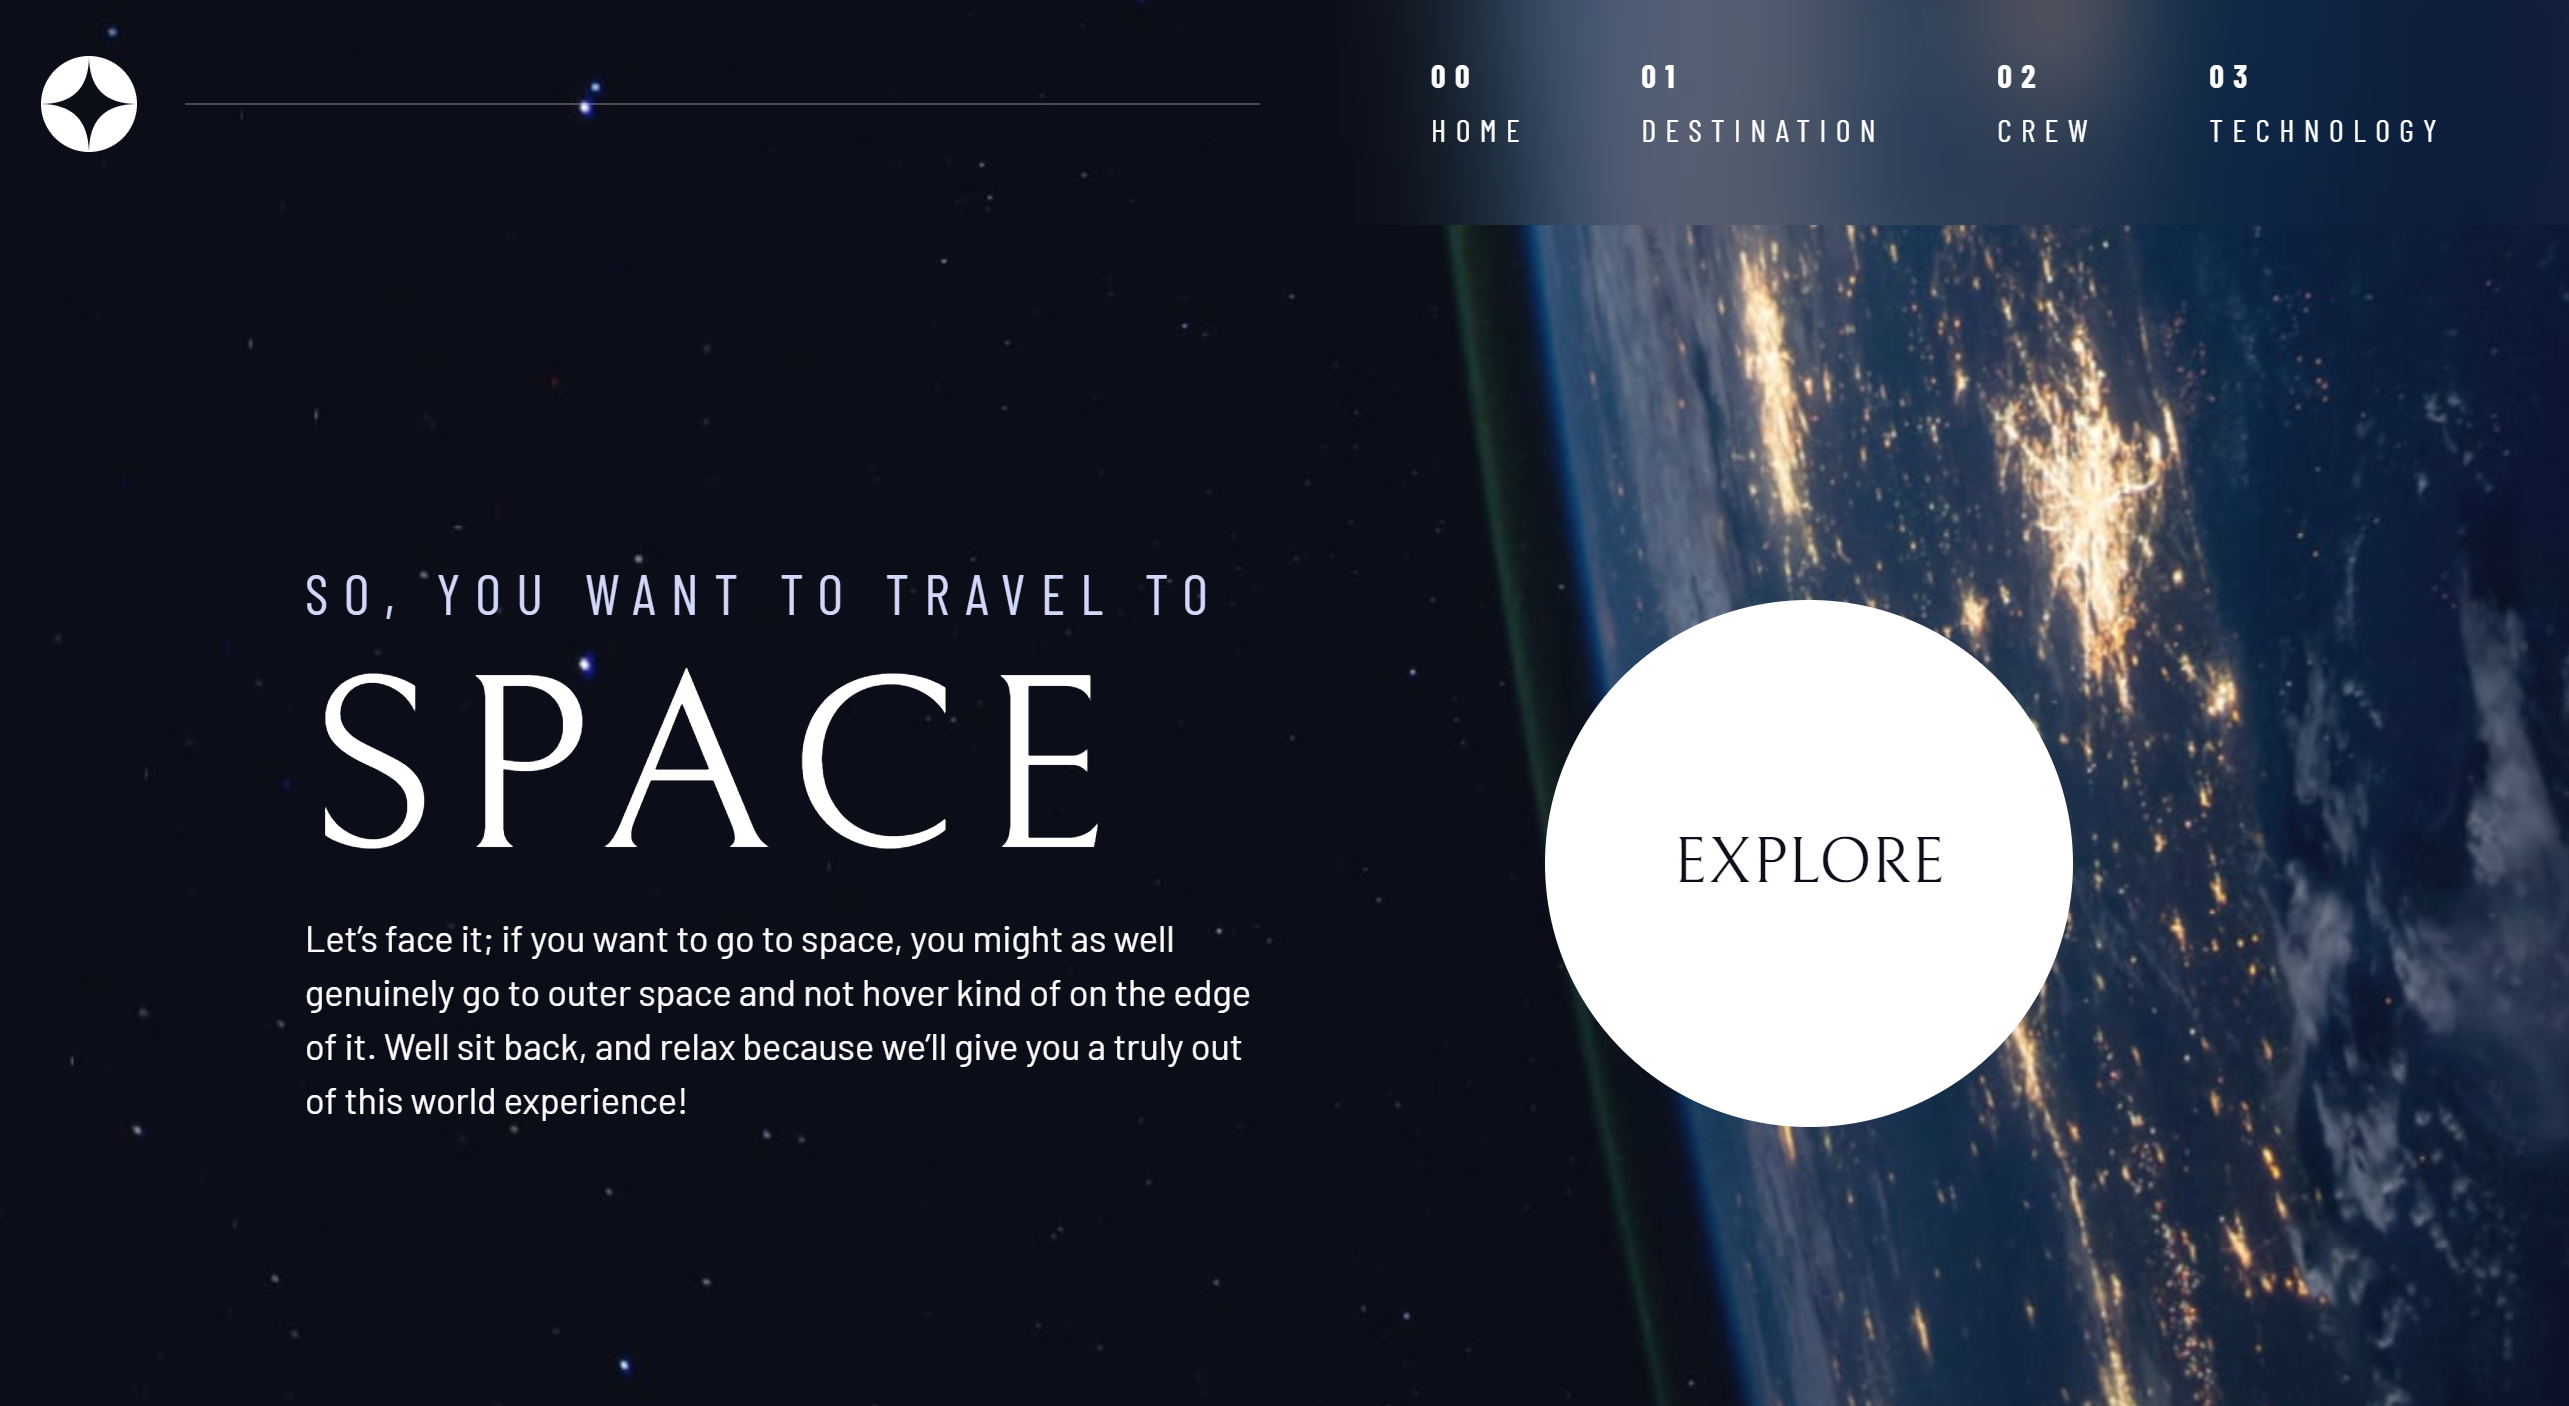 00
HOME
01
DESTINATION
02
CREW
03
TECHNOLOGY
SO, YOU WANT TO TRAVEL TO
SPACE
Let’s face it; if you want to go to space, you might as well
genuinely go to outer space and not hover kind of on the edge
of it. Well sit back, and relax because we’ll give you a truly out
of this world experience!
EXPLORE